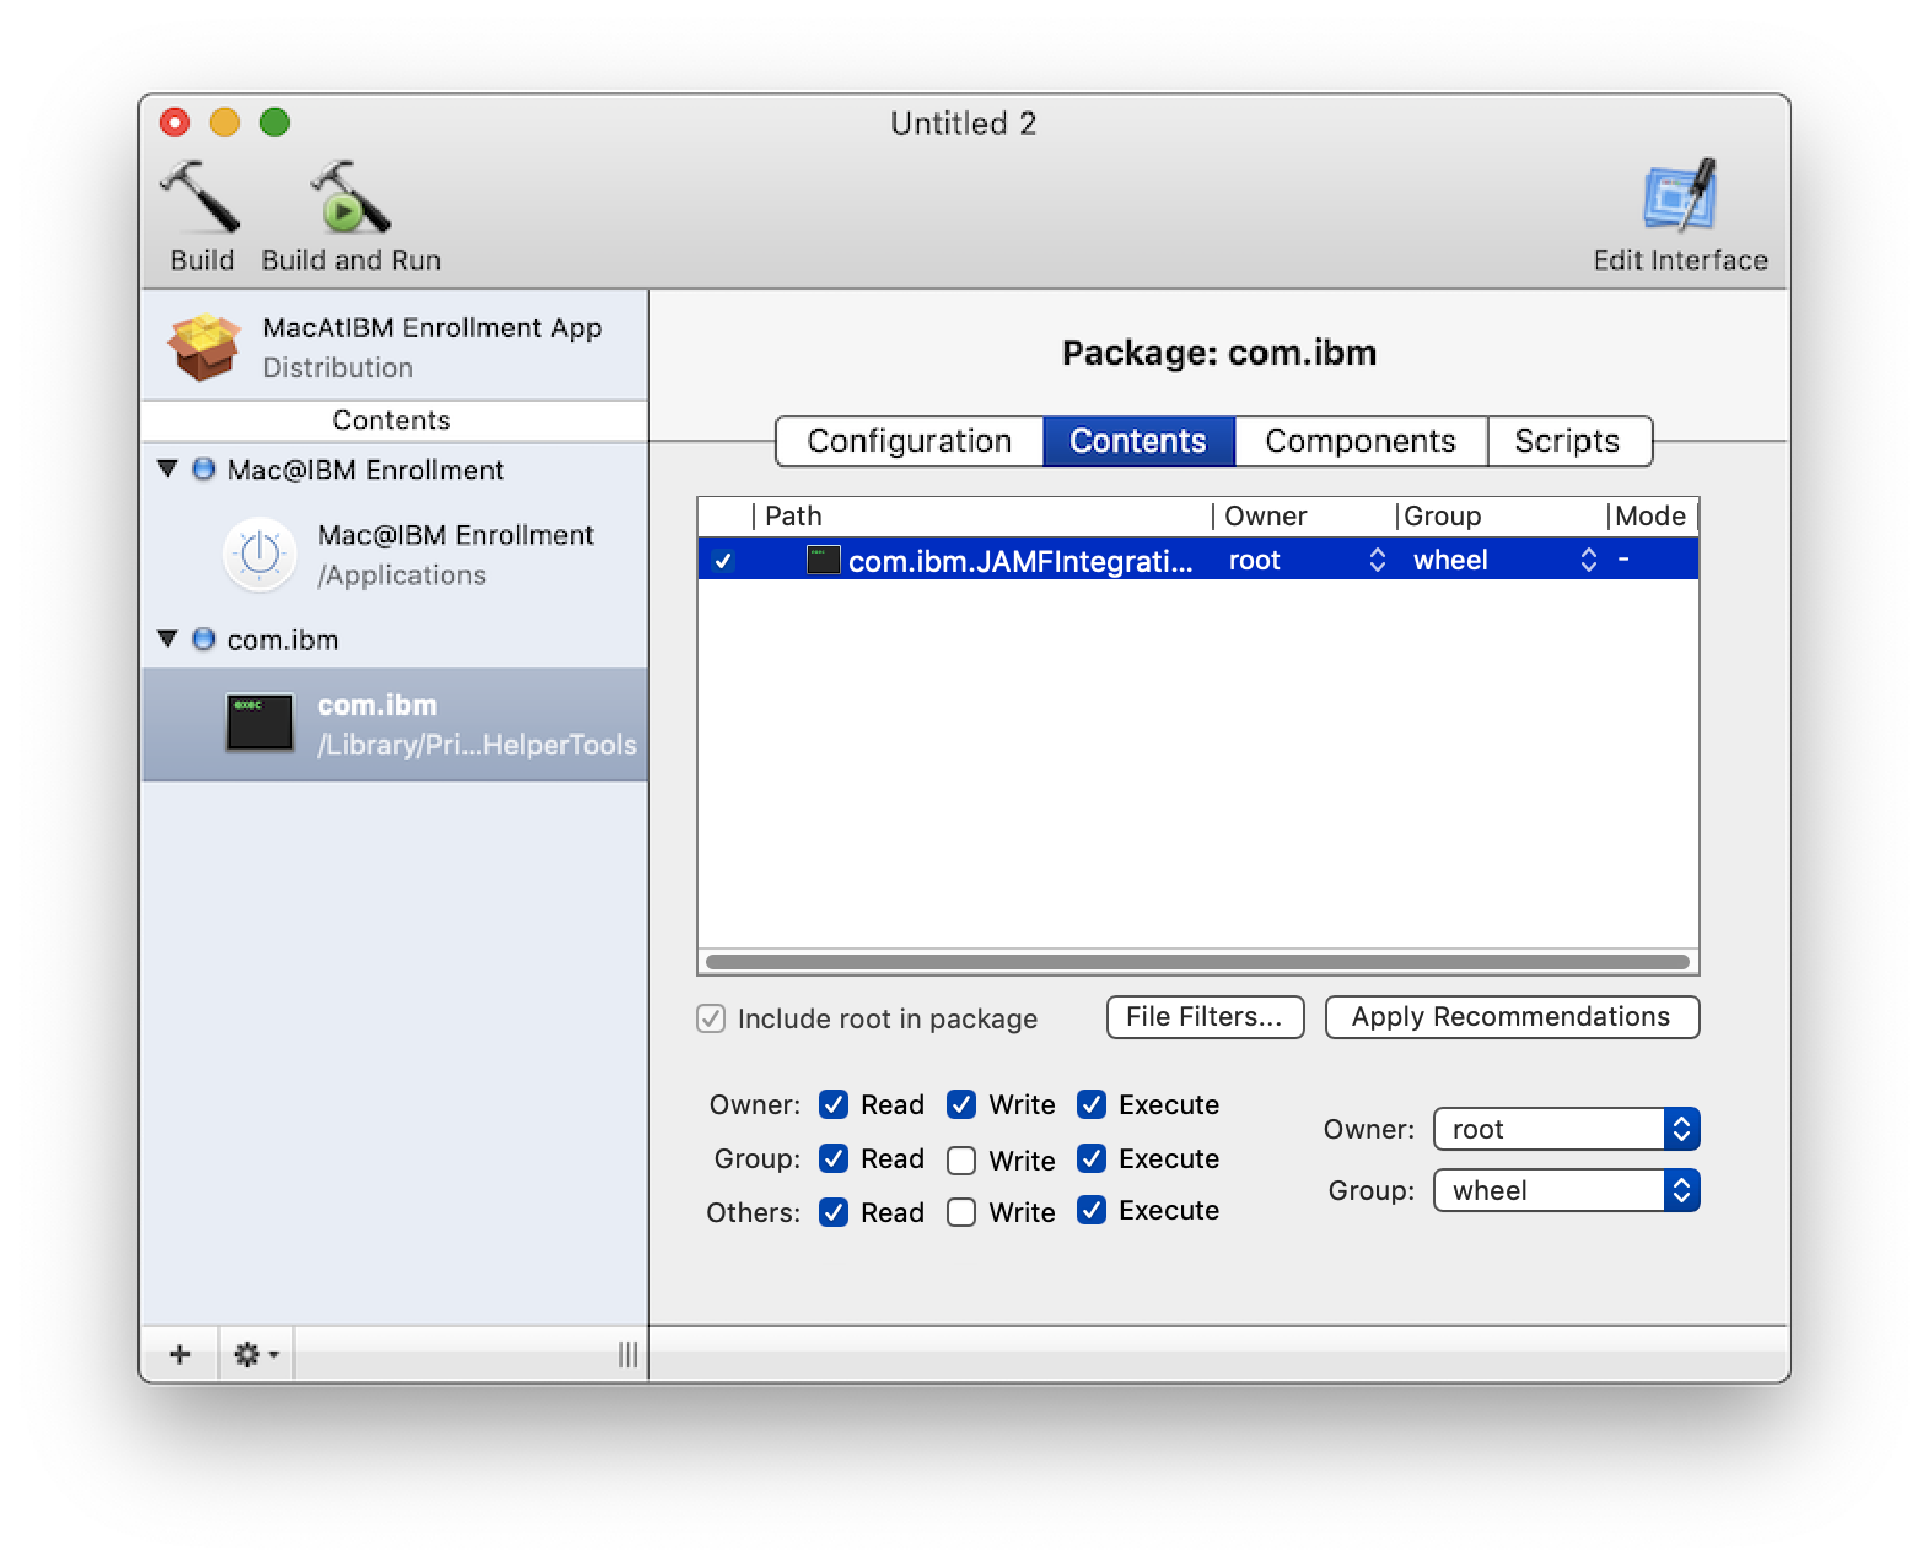 Untitled 2
Build
Build and Run
Edit Interface
MacAtIBM Enrollment App
Distribution
Contents
Mac@IBM Enrollment
Mac@IBM Enrollment
/Applications
com.ibm
exec
com.ibm
/Library/Pri...HelperTools
Package: com.ibm
Configuration
Contents
Components
Scripts
Path
Owner
Group
Mode
com.ibm.JAMFIntegrati...
root
wheel
-
Include root in package
File Filters...
Apply Recommendations
Owner: Read Write Execute
Group: Read Write Execute
Others: Read Write Execute
Owner: root
Group: wheel